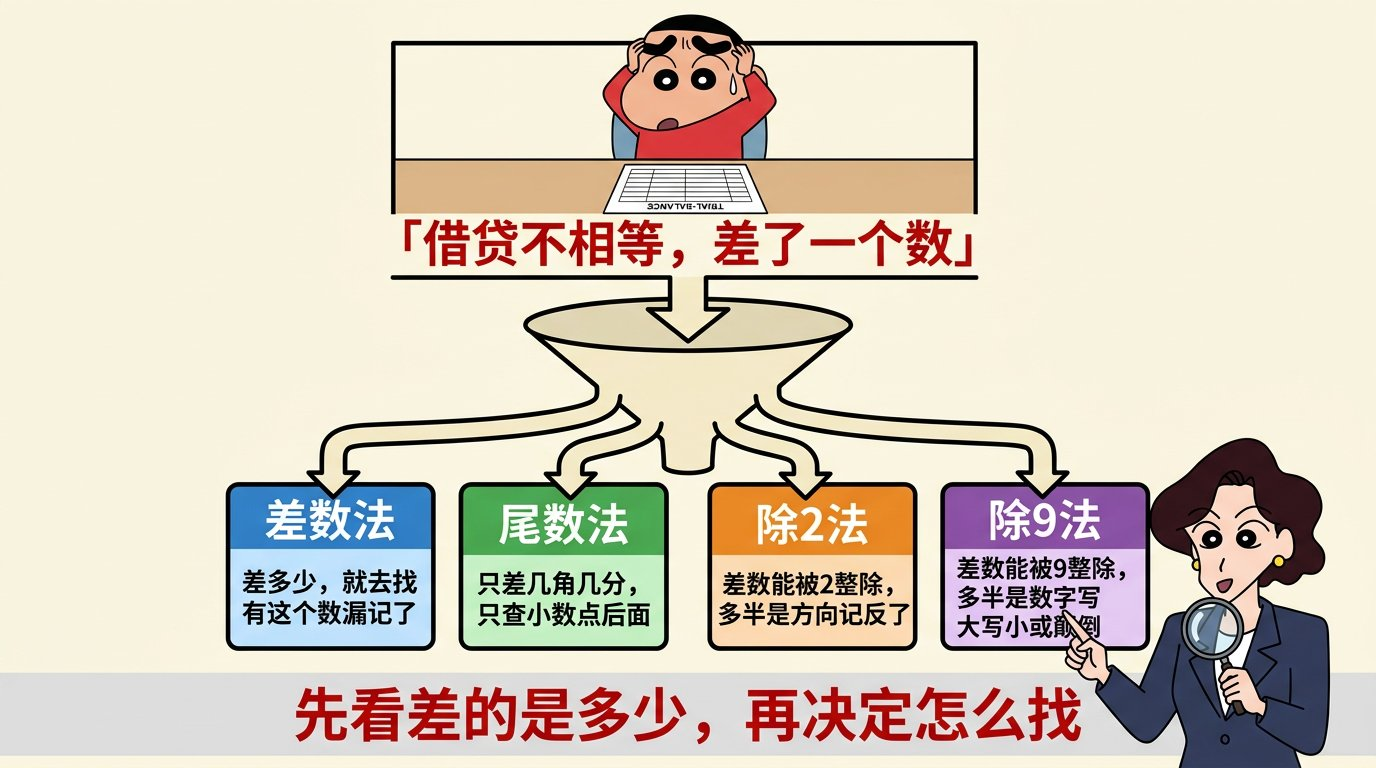 TRIAL-BALANCE
「借贷不相等，差了一个数」
差数法
差多少，就去找
有这个数漏记了
尾数法
只差几角几分，
只查小数点后面
除2法
差数能被2整除，
多半是方向记反了
除9法
差数能被9整除，
多半是数字写
大写小或颠倒
先看差的是多少，再决定怎么找